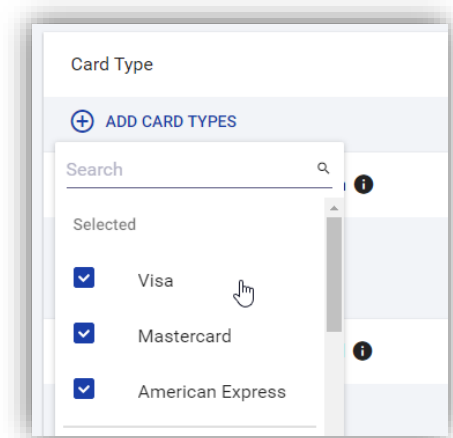 Card Type
ADD CARD TYPES
Search
Selected
Visa
Mastercard
American Express